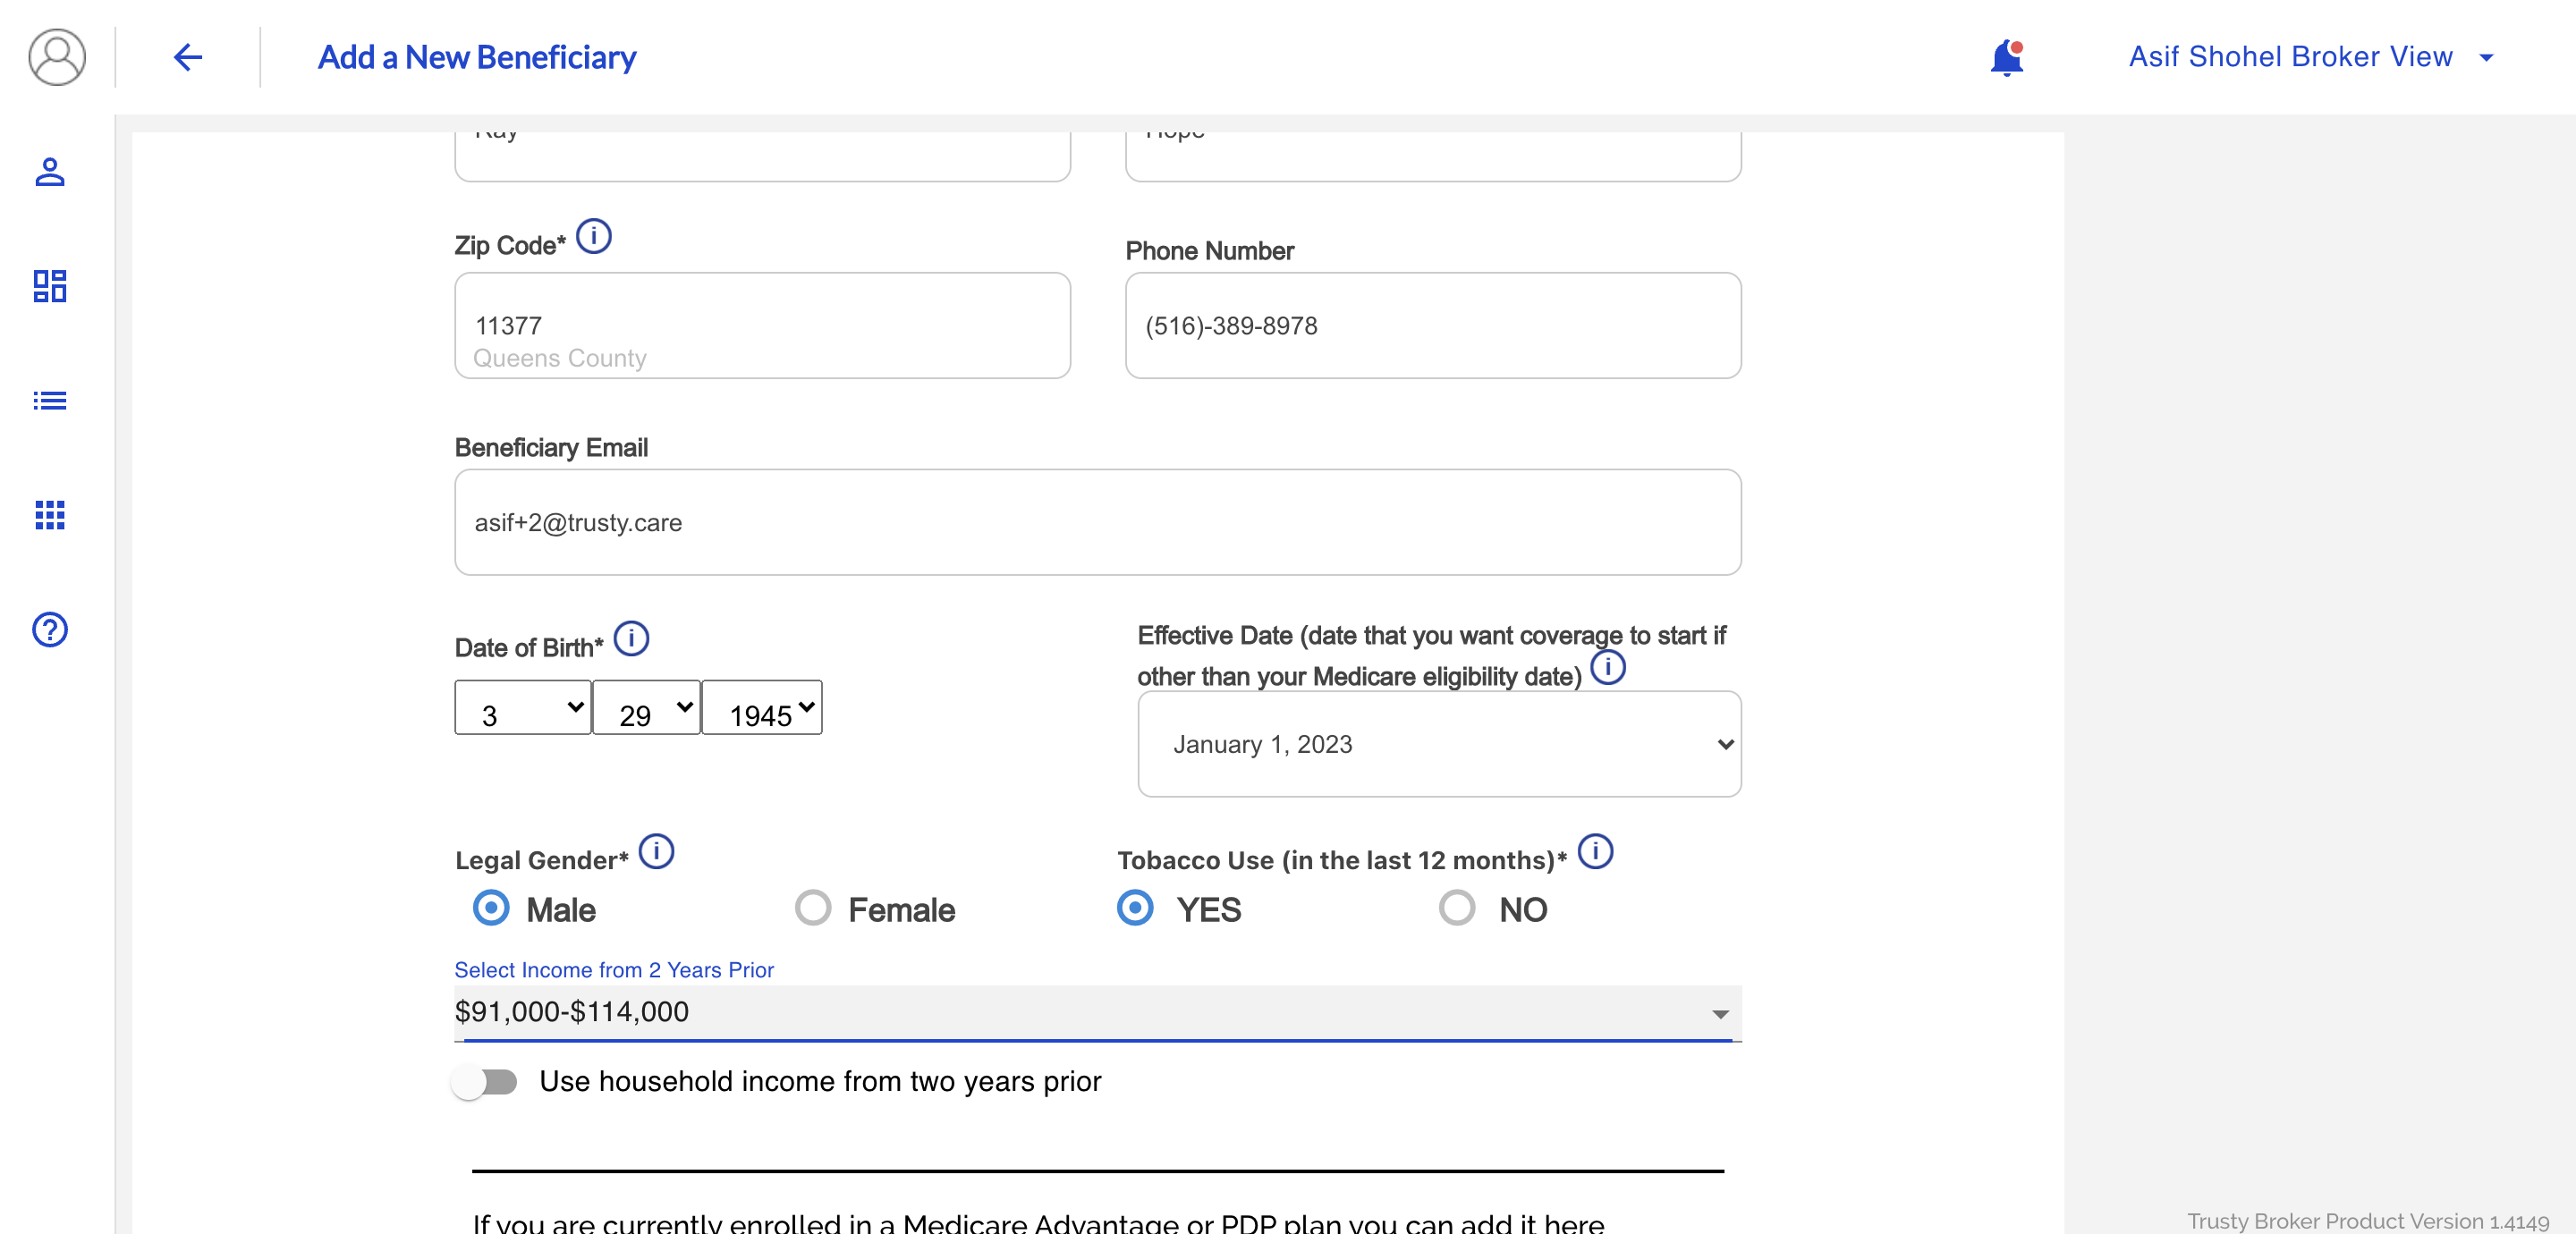 Add a New Beneficiary
Asif Shohel Broker View
Ray
Hope
Zip Code*
Phone Number
11377
Queens County
(516)-389-8978
Beneficiary Email
asif+2@trusty.care
Date of Birth*
3
29
1945
Effective Date (date that you want coverage to start if
other than your Medicare eligibility date)
January 1, 2023
Legal Gender*
Male
Female
Tobacco Use (in the last 12 months)*
YES
NO
Select Income from 2 Years Prior
$91,000-$114,000
Use household income from two years prior
If you are currently enrolled in a Medicare Advantage or PDP plan you can add it here
Trusty Broker Product Version 1.4149